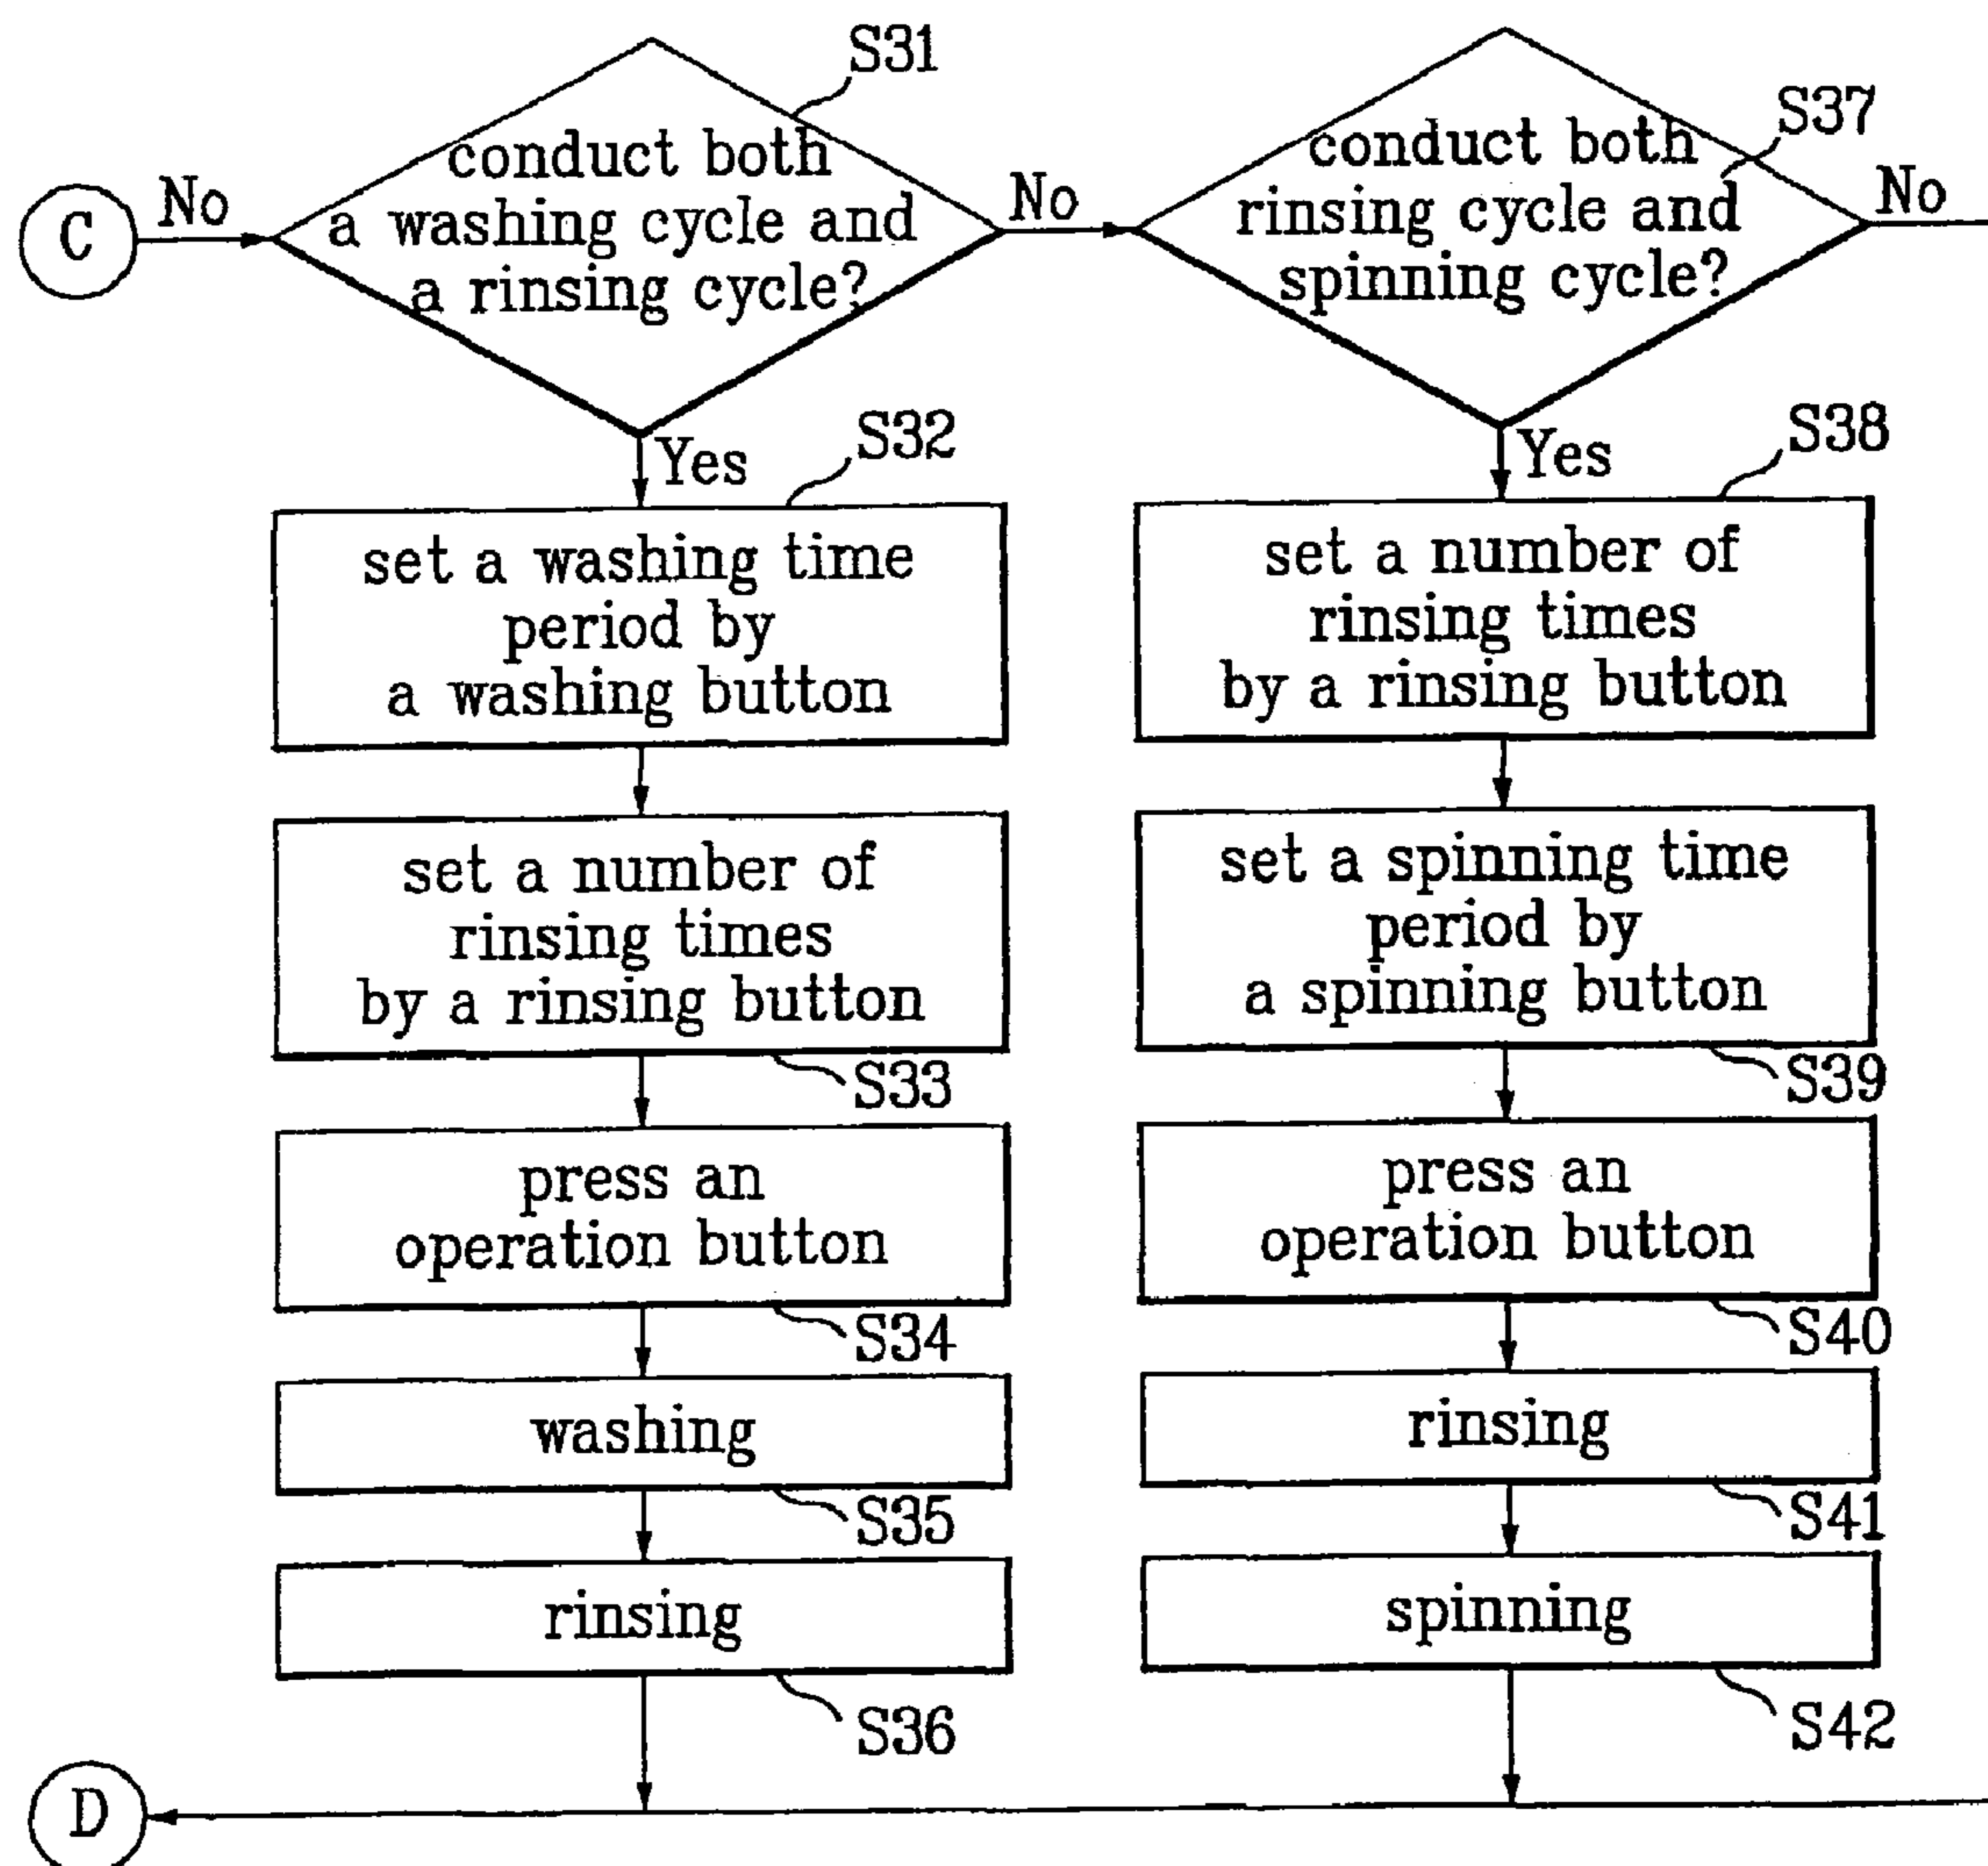 C
No
S31
conduct both
a washing cycle and
a rinsing cycle?
No
S37
conduct both
rinsing cycle and
spinning cycle?
No
Yes
S32
set a washing time
period by
a washing button
set a number of
rinsing times
by a rinsing button
S33
press an
operation button
S34
washing
S35
rinsing
S36
Yes
S38
set a number of
rinsing times
by a rinsing button
set a spinning time
period by
a spinning button
S39
press an
operation button
S40
rinsing
S41
spinning
S42
D